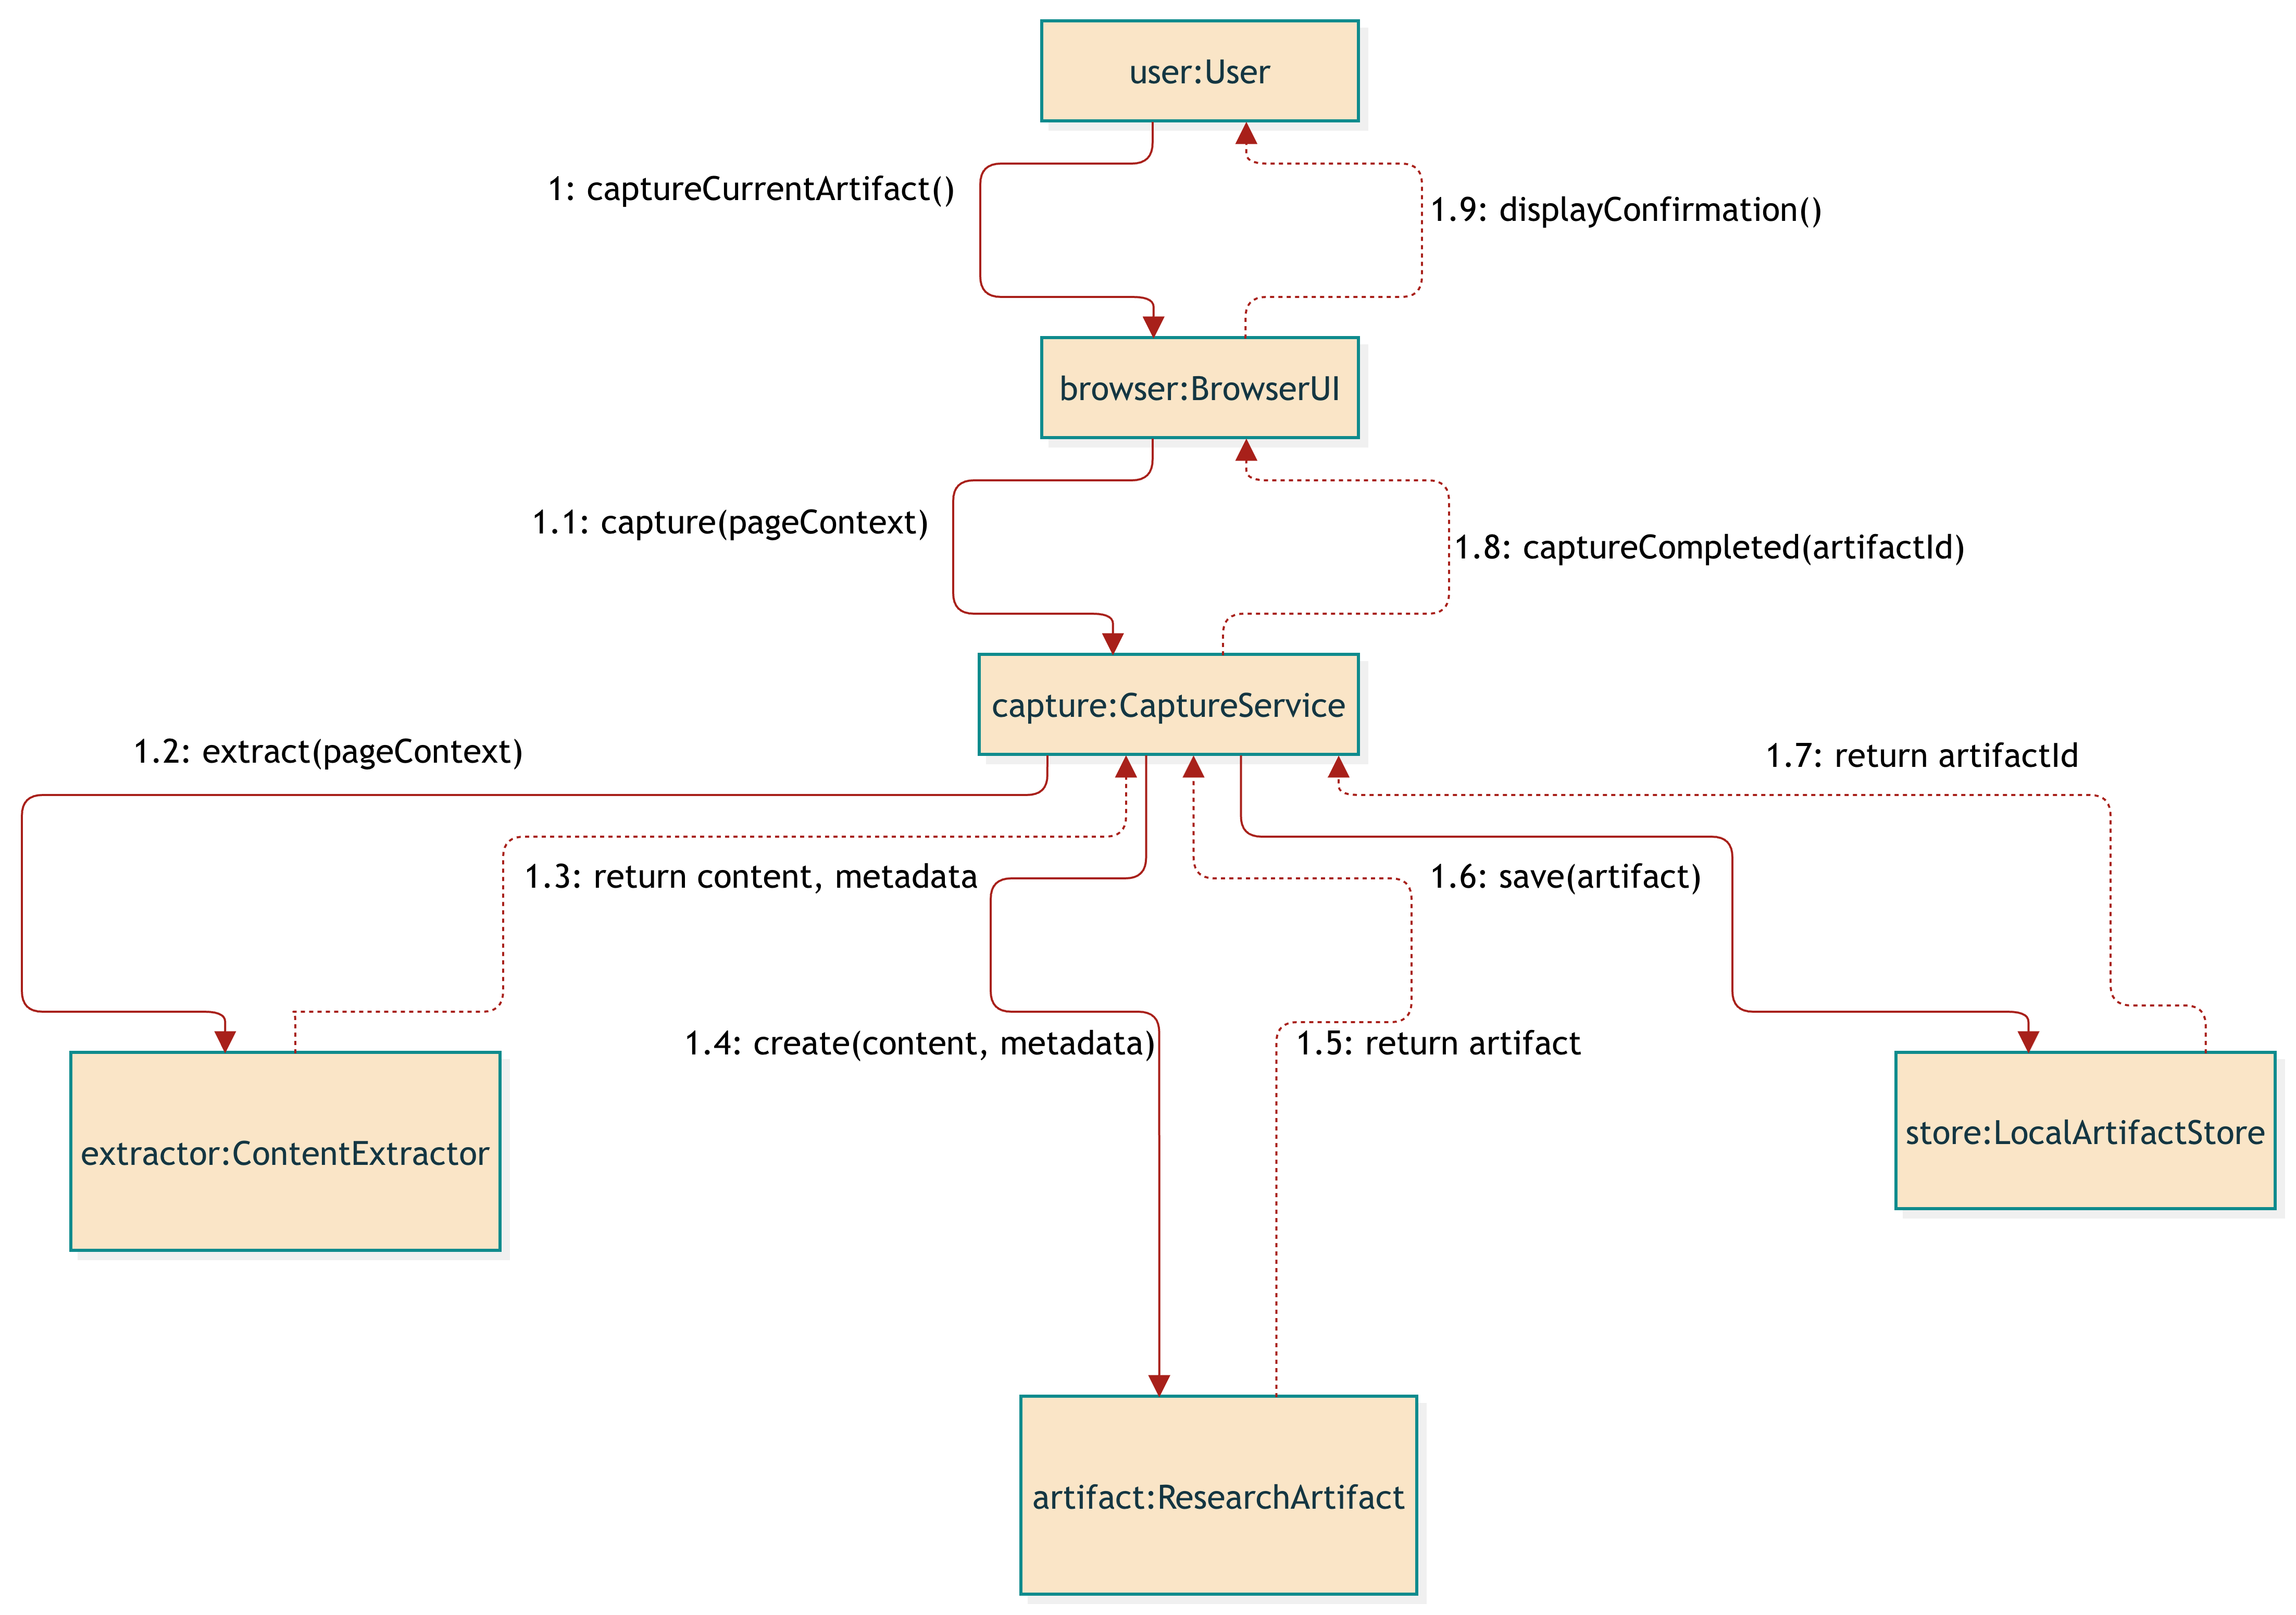 user:User
1: captureCurrentArtifact()
1.9: displayConfirmation()
browser:BrowserUI
1.1: capture(pageContext)
1.8: captureCompleted(artifactId)
capture:CaptureService
1.2: extract(pageContext)
1.7: return artifactId
1.3: return content, metadata
1.6: save(artifact)
1.4: create(content, metadata)
1.5: return artifact
extractor:ContentExtractor
store:LocalArtifactStore
artifact:ResearchArtifact